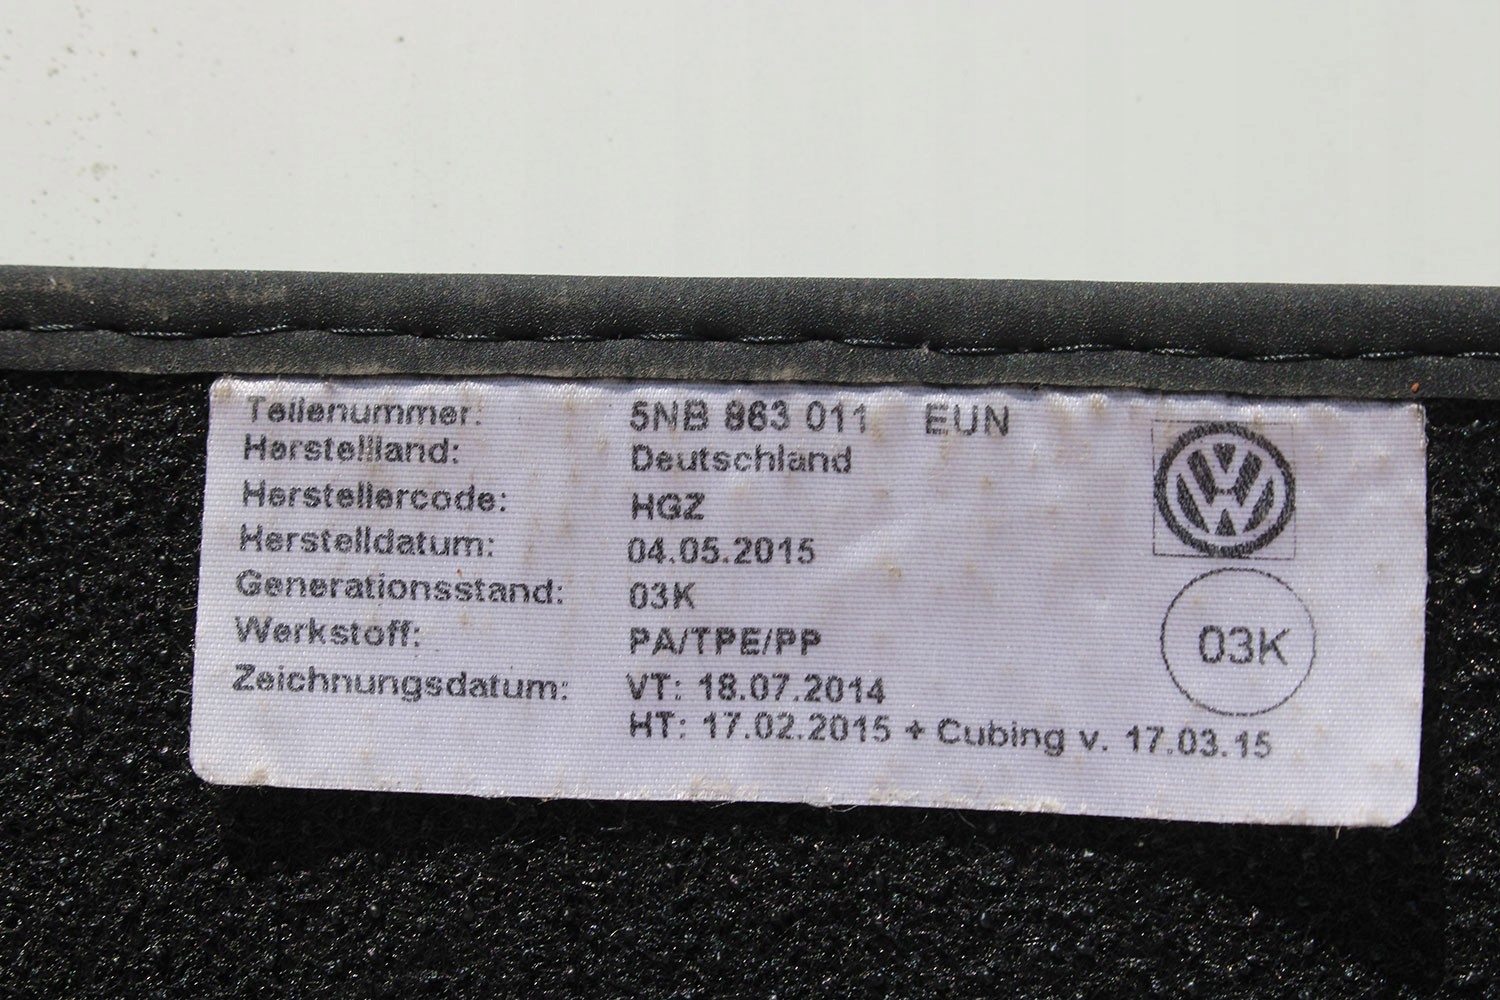 Teilenummer: 5NB 863 011 EUN
Herstellland: Deutschland
Herstellercode: HGZ
Herstelldatum: 04.05.2015
Generationsstand: 03K
Werkstoff: PA/TPE/PP
Zeichnungsdatum: VT: 18.07.2014
HT: 17.02.2015 + Cubing v. 17.03.15
03K